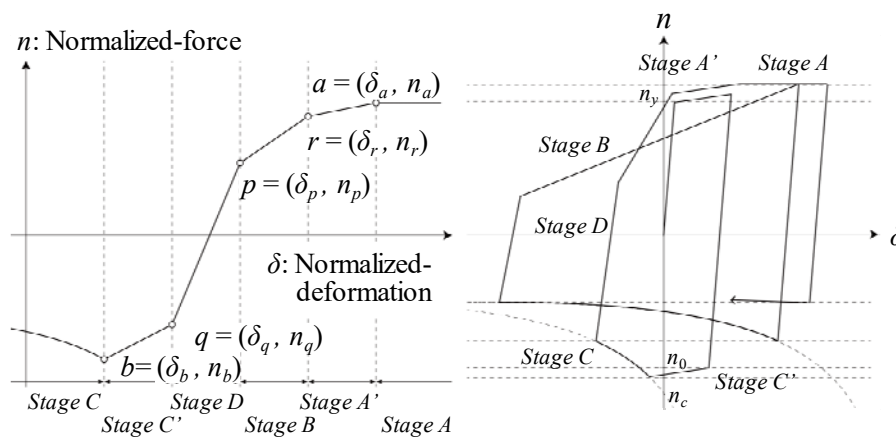 n: Normalized-force
a = (δa, na)
r = (δr, nr)
p = (δp, np)
δ: Normalized-
deformation
q = (δq, nq)
b= (δb, nb)
Stage C
Stage C'
Stage D
Stage B
Stage A'
Stage A
n
Stage A'
Stage A
ny
Stage B
Stage D
Stage C
n0
Stage C'
nc